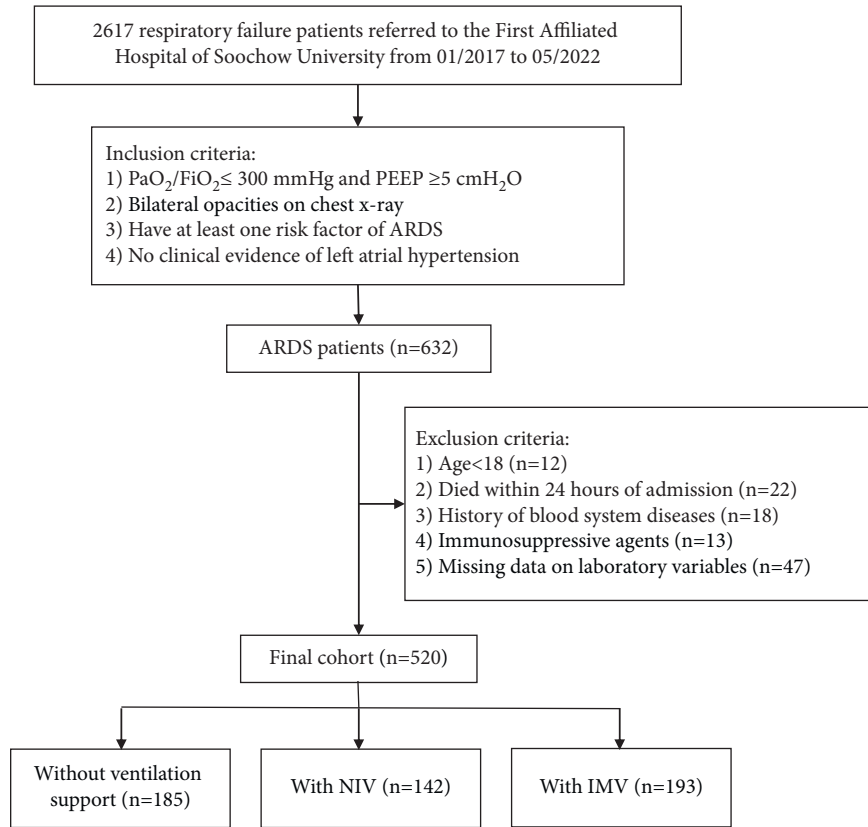 2617 respiratory failure patients referred to the First Affiliated
Hospital of Soochow University from 01/2017 to 05/2022
Inclusion criteria:
1) PaO₂/FiO₂≤ 300 mmHg and PEEP ≥5 cmH₂O
2) Bilateral opacities on chest x-ray
3) Have at least one risk factor of ARDS
4) No clinical evidence of left atrial hypertension
ARDS patients (n=632)
Exclusion criteria:
1) Age<18 (n=12)
2) Died within 24 hours of admission (n=22)
3) History of blood system diseases (n=18)
4) Immunosuppressive agents (n=13)
5) Missing data on laboratory variables (n=47)
Final cohort (n=520)
Without ventilation
support (n=185)
With NIV (n=142)
With IMV (n=193)